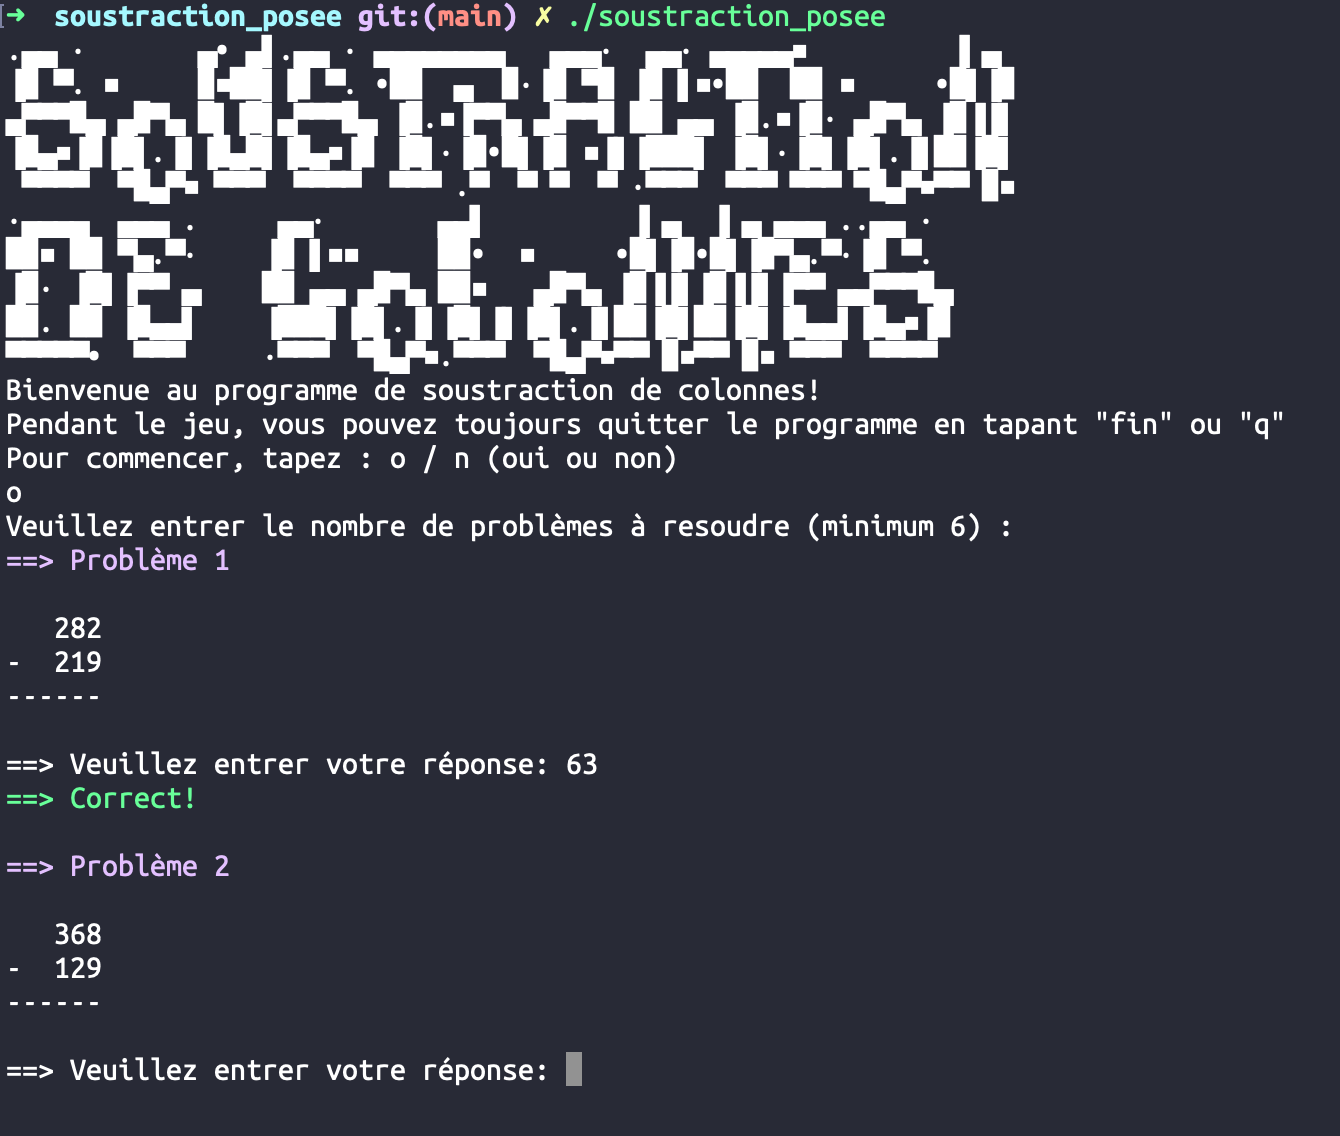 ➜  soustraction_posee git:(main) ✗ ./soustraction_posee
SOUSTRACTION
DE COLONNES
Bienvenue au programme de soustraction de colonnes!
Pendant le jeu, vous pouvez toujours quitter le programme en tapant "fin" ou "q"
Pour commencer, tapez : o / n (oui ou non)
o
Veuillez entrer le nombre de problèmes à resoudre (minimum 6) :
==> Problème 1
   282
-  219
------
==> Veuillez entrer votre réponse: 63
==> Correct!
==> Problème 2
   368
-  129
------
==> Veuillez entrer votre réponse: